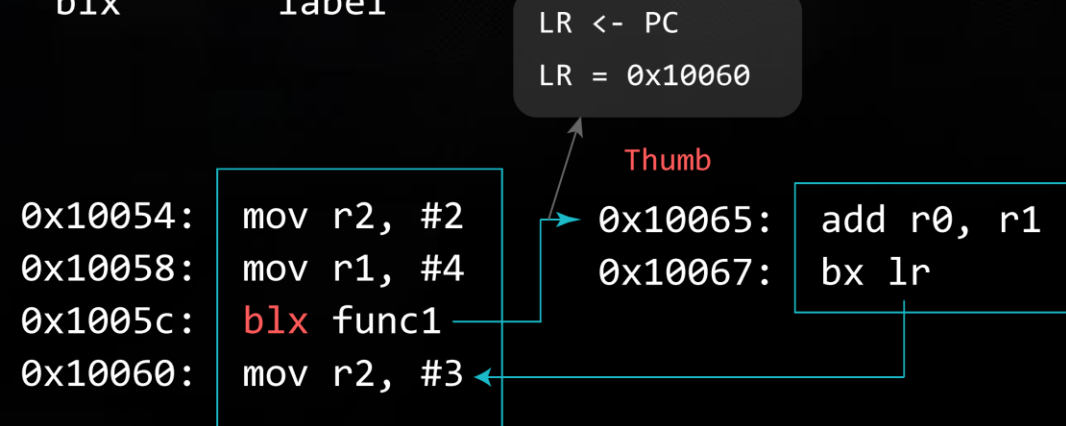 blx label
LR <- PC
LR = 0x10060
Thumb
0x10054: mov r2, #2
0x10058: mov r1, #4
0x1005c: blx func1
0x10060: mov r2, #3
0x10065: add r0, r1
0x10067: bx lr